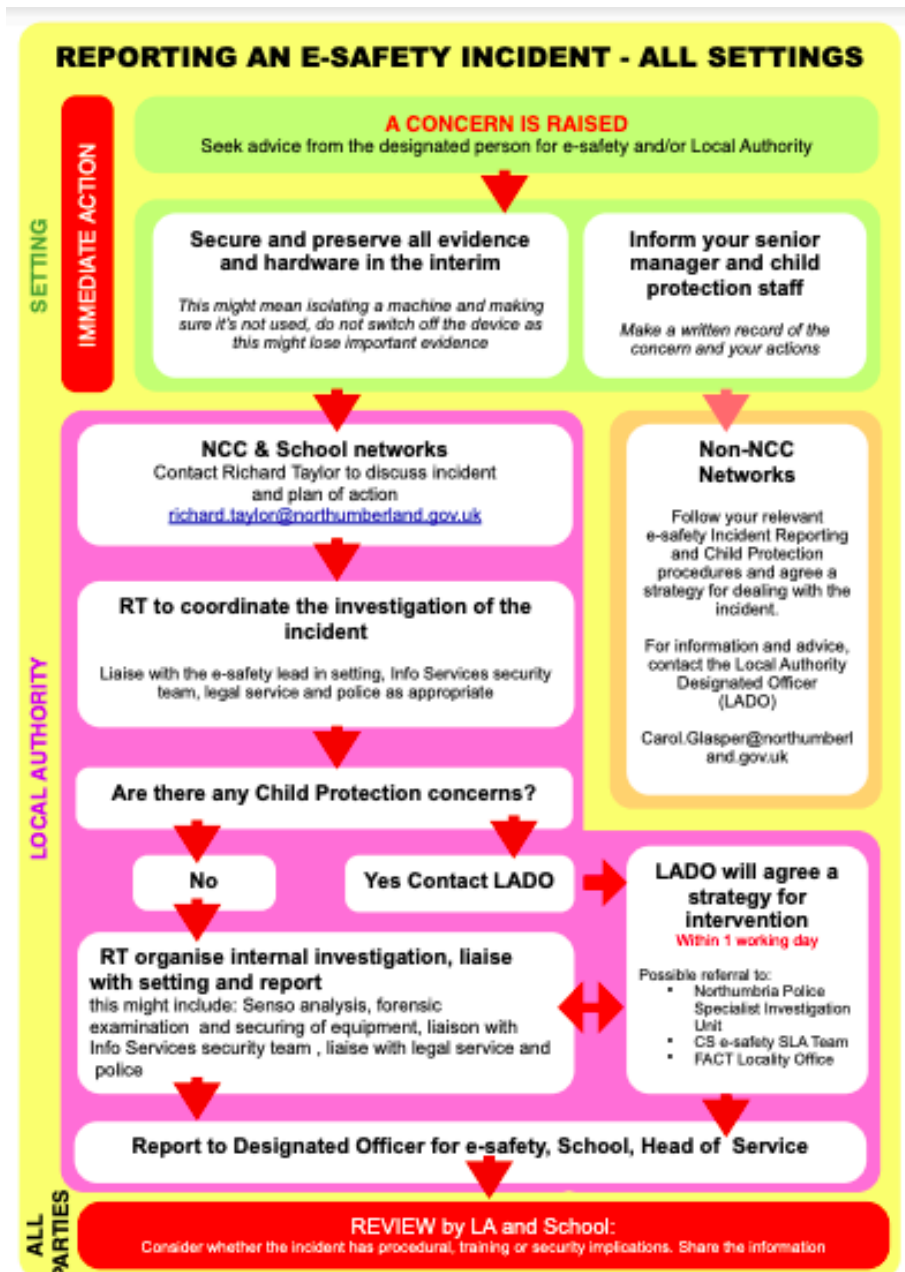 REPORTING AN E-SAFETY INCIDENT - ALL SETTINGS
SETTING
IMMEDIATE ACTION
A CONCERN IS RAISED
Seek advice from the designated person for e-safety and/or Local Authority
Secure and preserve all evidence
and hardware in the interim
This might mean isolating a machine and making
sure it's not used, do not switch off the device as
this might lose important evidence
Inform your senior
manager and child
protection staff
Make a written record of the
concern and your actions
LOCAL AUTHORITY
NCC & School networks
Contact Richard Taylor to discuss incident
and plan of action
richard.taylor@northumberland.gov.uk
Non-NCC
Networks
Follow your relevant
e-safety Incident Reporting
and Child Protection
procedures and agree a
strategy for dealing with the
incident.
For information and advice,
contact the Local Authority
Designated Officer
(LADO)
Carol.Glasper@northumberl
and.gov.uk
RT to coordinate the investigation of the
incident
Liaise with the e-safety lead in setting, Info Services security
team, legal service and police as appropriate
Are there any Child Protection concerns?
No
Yes Contact LADO
LADO will agree a
strategy for
intervention
Within 1 working day
Possible referral to:
• Northumbria Police
Specialist Investigation
Unit
• CS e-safety SLA Team
• FACT Locality Office
RT organise internal investigation, liaise
with setting and report
this might include: Senso analysis, forensic
examination and securing of equipment, liaison with
Info Services security team , liaise with legal service and
police
Report to Designated Officer for e-safety, School, Head of Service
ALL
PARTIES
REVIEW by LA and School:
Consider whether the incident has procedural, training or security implications. Share the information